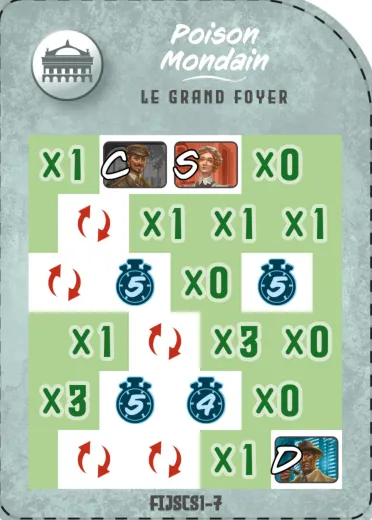 Poison
Mondain
LE GRAND FOYER
X1 C S X0
X1 X1 X1
5 X0 5
X1 X3 X0
X3 5 4 X0
X1 D
FIJSCS1-7